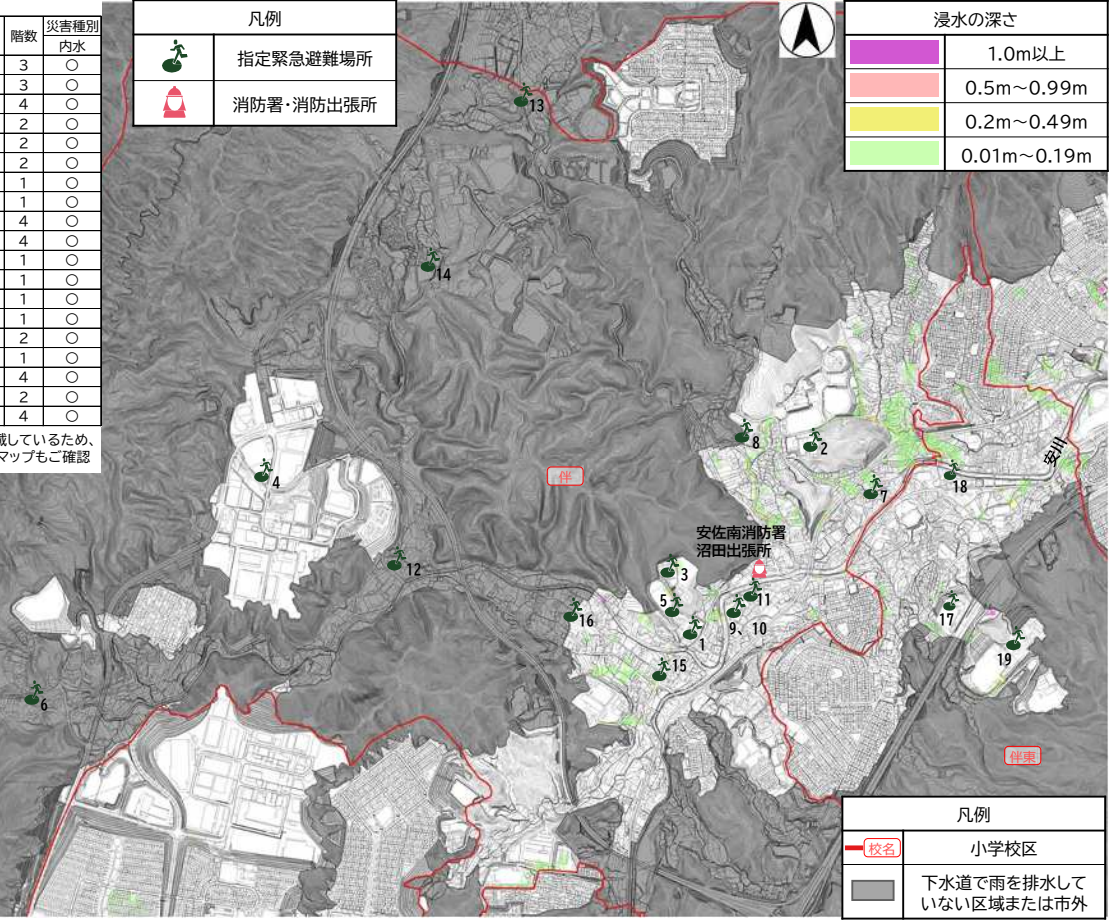 階数 災害種別
内水
3 ○
3 ○
4 ○
2 ○
2 ○
2 ○
1 ○
1 ○
4 ○
4 ○
1 ○
1 ○
1 ○
1 ○
2 ○
1 ○
4 ○
2 ○
4 ○
載しているため、
マップもご確認
凡例
指定緊急避難場所
消防署・消防出張所
浸水の深さ
1.0m以上
0.5m~0.99m
0.2m~0.49m
0.01m~0.19m
13
14
8
2
4
伴
7
18
安川
安佐南消防署
沼田出張所
12
3
11
5
16
9、10
17
1
15
19
6
伴東
凡例
校名 小学校区
下水道で雨を排水して
いない区域または市外